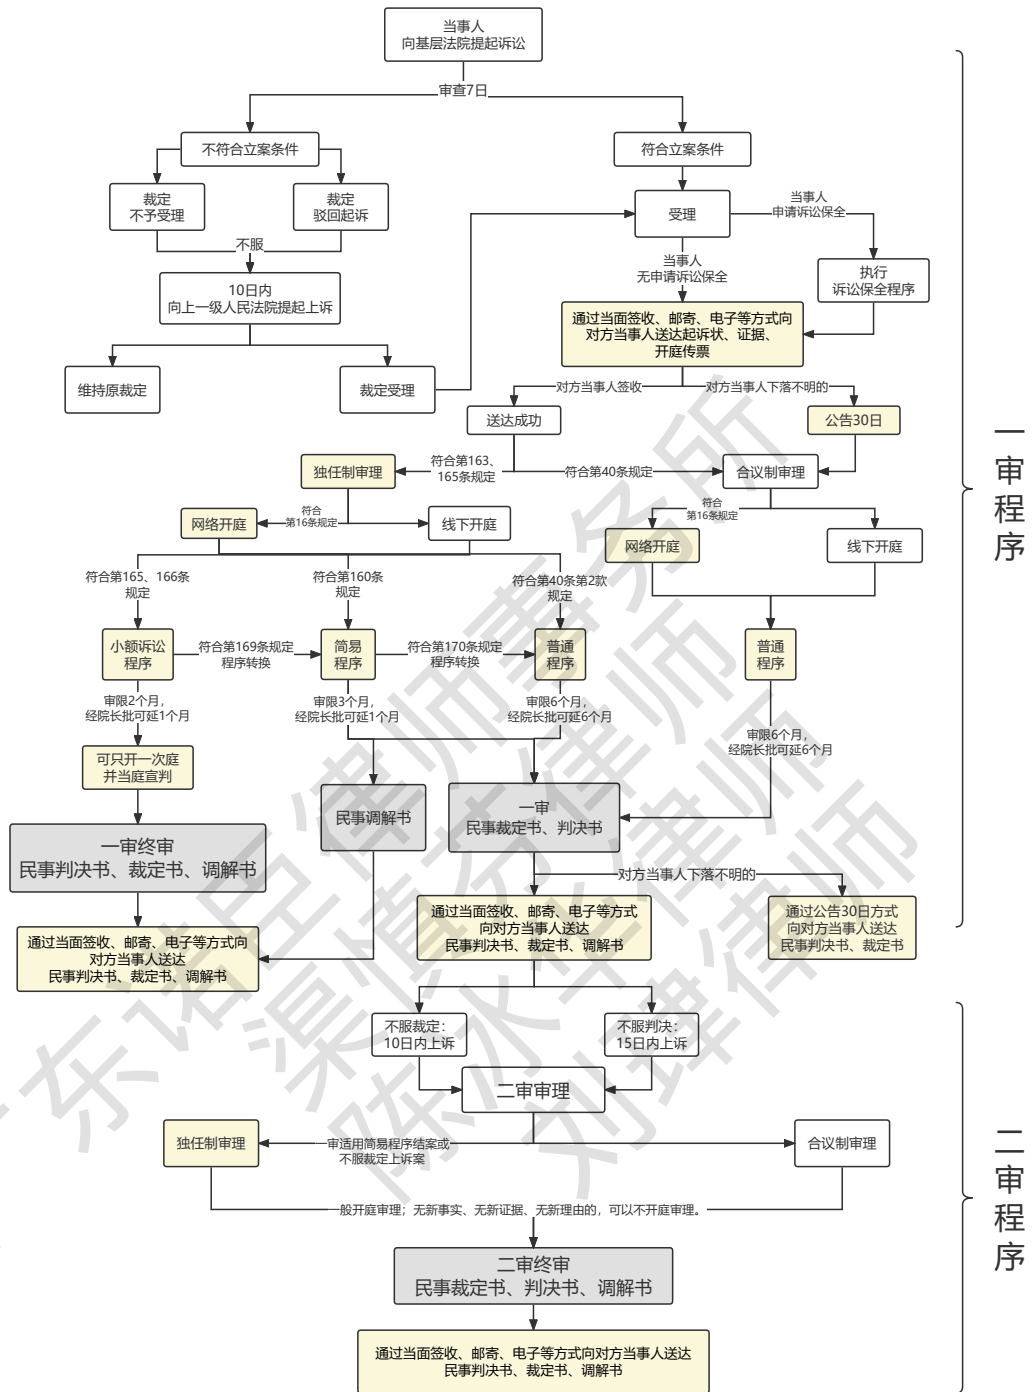 当事人
向基层法院提起诉讼
审查7日
不符合立案条件
符合立案条件
裁定
不予受理
裁定
驳回起诉
受理
当事人
申请诉讼保全
不服
当事人
无申请诉讼保全
执行
诉讼保全程序
10日内
向上一级人民法院提起上诉
通过当面签收、邮寄、电子等方式向
对方当事人送达起诉状、证据、
开庭传票
维持原裁定
裁定受理
对方当事人签收
对方当事人下落不明的
送达成功
公告30日
独任制审理
符合第163、
165条规定
符合第40条规定
合议制审理
网络开庭
符合
第16条规定
线下开庭
符合
第16条规定
网络开庭
线下开庭
符合第165、166条
规定
符合第160条
规定
符合第40条第2款
规定
小额诉讼
程序
符合第169条规定
程序转换
简易
程序
符合第170条规定
程序转换
普通
程序
普通
程序
审限2个月，
经院长批可延1个月
审限3个月，
经院长批可延1个月
审限6个月，
经院长批可延6个月
审限6个月，
经院长批可延6个月
可只开一次庭
并当庭宣判
民事调解书
一审
民事裁定书、判决书
一审终审
民事判决书、裁定书、调解书
对方当事人下落不明的
通过当面签收、邮寄、电子等方式向
对方当事人送达
民事判决书、裁定书、调解书
通过当面签收、邮寄、电子等方式
向对方当事人送达
民事判决书、裁定书、调解书
通过公告30日方式
向对方当事人送达
民事判决书、裁定书
一审程序
不服裁定：
10日内上诉
不服判决：
15日内上诉
二审审理
独任制审理
一审适用简易程序结案或
不服裁定上诉案
合议制审理
一般开庭审理；无新事实、无新证据、无新理由的，可以不开庭审理。
二审终审
民事裁定书、判决书、调解书
通过当面签收、邮寄、电子等方式向对方当事人送达
民事判决书、裁定书、调解书
二审程序
东诺臣律师事务所
渠慎芬律师
陈水华律师
刘珒律师